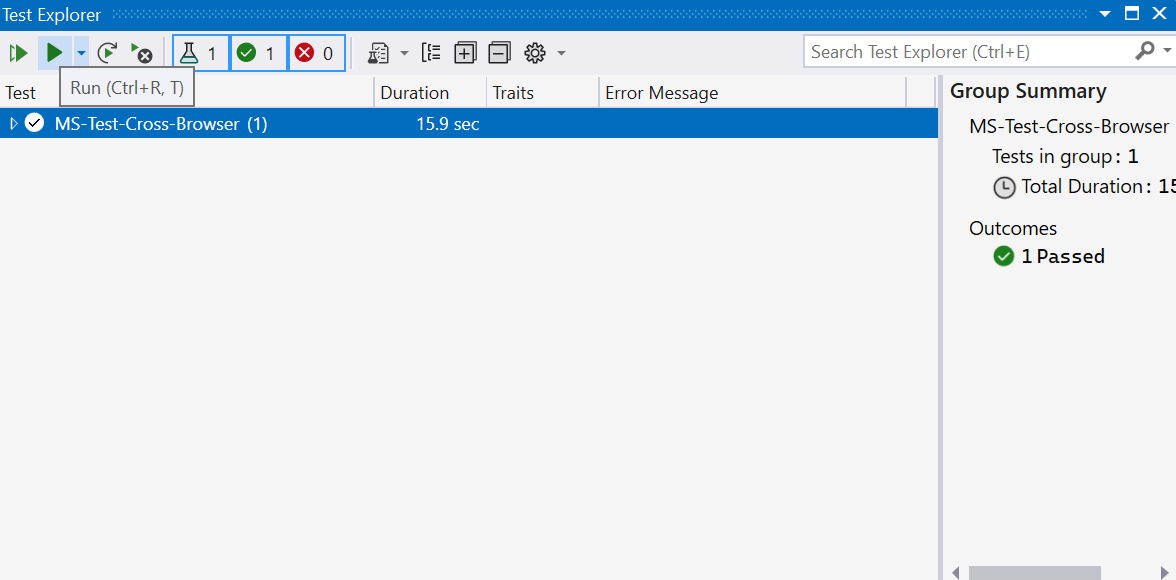 Test Explorer
1 1 0
Search Test Explorer (Ctrl+E)
Run (Ctrl+R, T)
Test Duration Traits Error Message
MS-Test-Cross-Browser (1) 15.9 sec
Group Summary
MS-Test-Cross-Browser
Tests in group: 1
Total Duration: 15
Outcomes
1 Passed